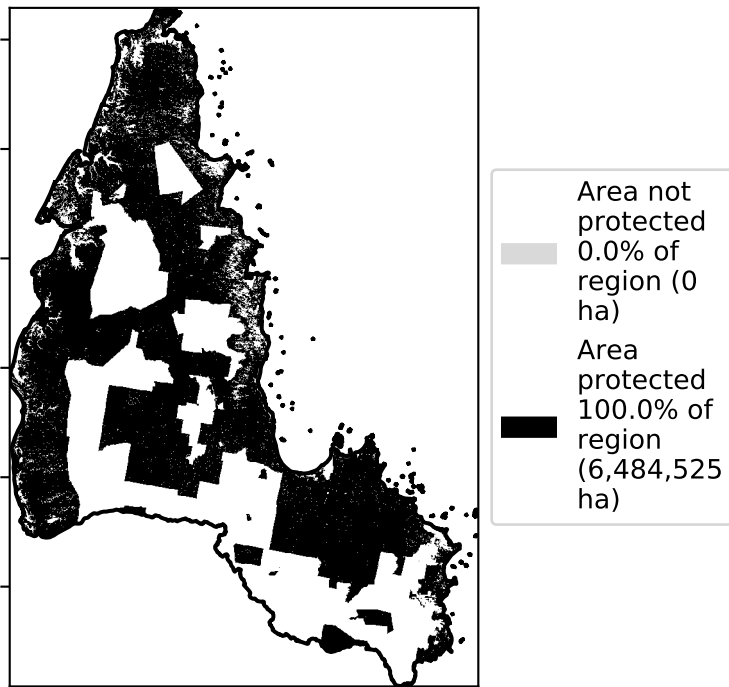 Area not
protected
0.0% of
region (0
ha)
Area
protected
100.0% of
region
(6,484,525
ha)